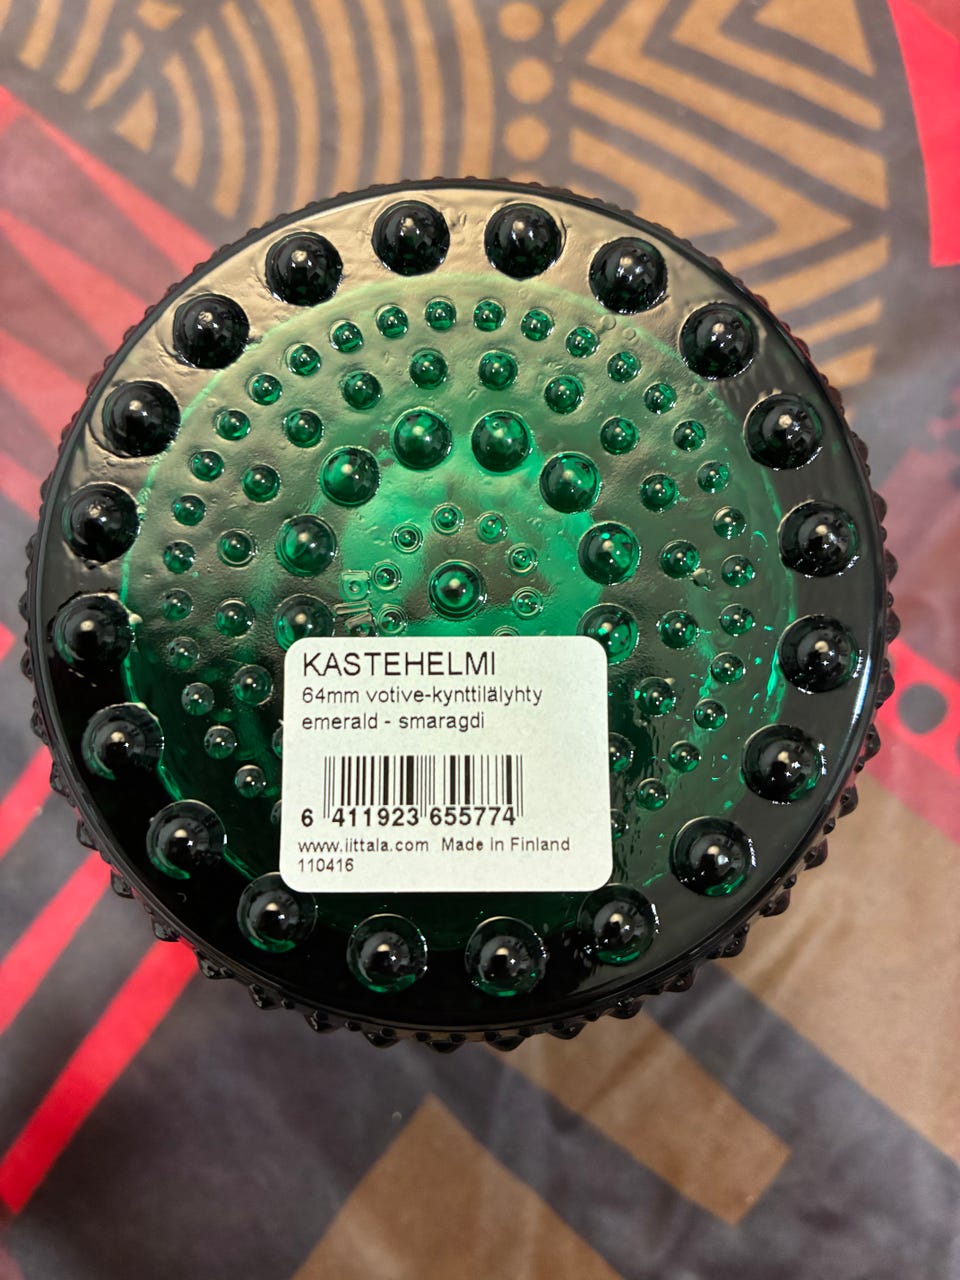 KASTEHELMI
64mm votive-kynttilälyhty
emerald - smaragdi
6 411923 655774
www.iittala.com Made in Finland
110416